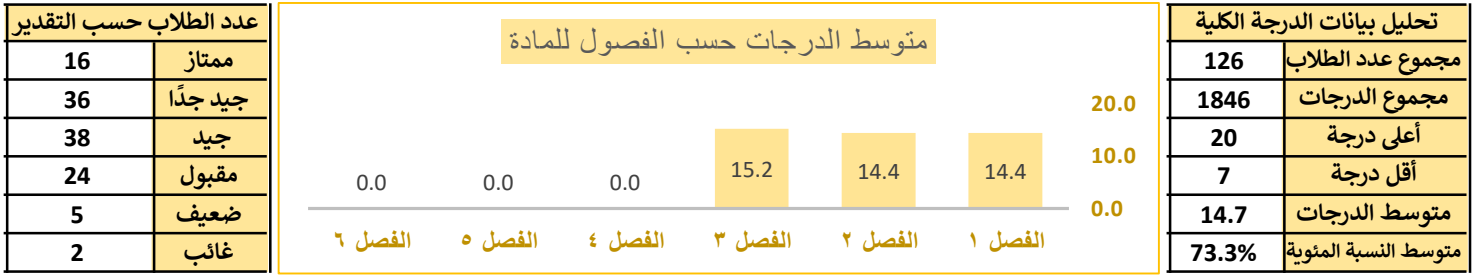 تحليل بيانات الدرجة الكلية
مجموع عدد الطلاب 126
مجموع الدرجات 1846
أعلى درجة 20
أقل درجة 7
متوسط الدرجات 14.7
متوسط النسبة المئوية 73.3%
متوسط الدرجات حسب الفصول للمادة
20.0
10.0
0.0
14.4 14.4 15.2 0.0 0.0 0.0
الفصل ١ الفصل ٢ الفصل ٣ الفصل ٤ الفصل ٥ الفصل ٦
عدد الطلاب حسب التقدير
ممتاز 16
جيد جدًا 36
جيد 38
مقبول 24
ضعيف 5
غائب 2